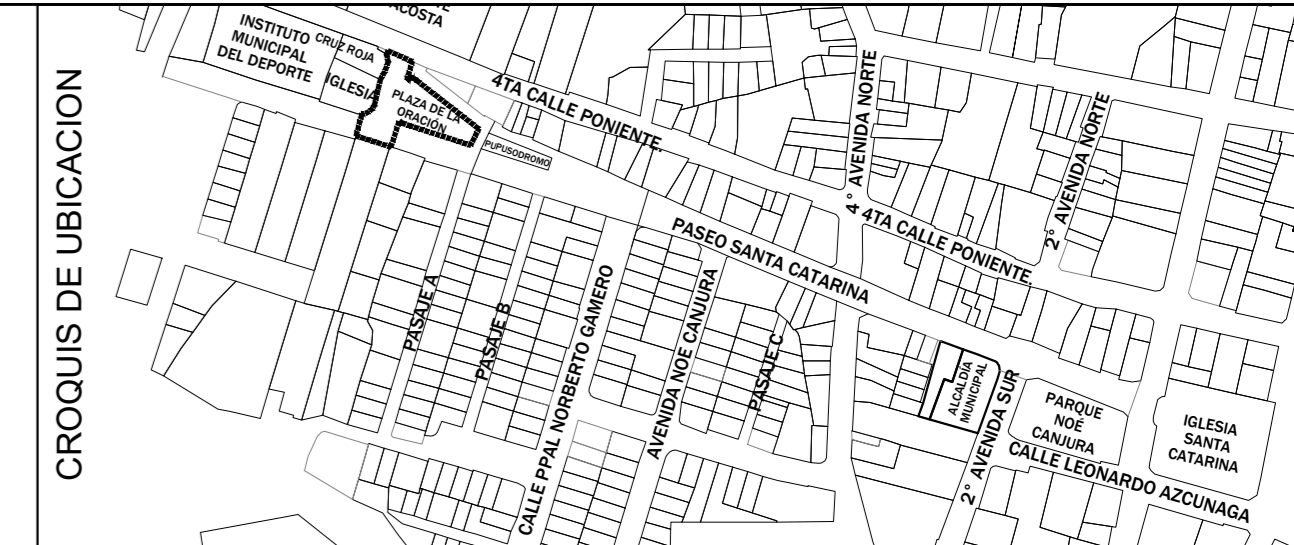 CROQUIS DE UBICACION
ACOSTA
INSTITUTO
MUNICIPAL
DEL DEPORTE
CRUZ ROJA
IGLESIA
PLAZA DE LA
ORACIÓN
4TA CALLE PONIENTE.
PUPUSODROMO
4° AVENIDA NORTE
2° AVENIDA NORTE
4TA CALLE PONIENTE.
PASEO SANTA CATARINA
PASAJE A
PASAJE B
CALLE PPAL NORBERTO GAMERO
AVENIDA NOE CANJURA
PASAJE C
ALCALDÍA
MUNICIPAL
2° AVENIDA SUR
PARQUE
NOÉ
CANJURA
IGLESIA
SANTA
CATARINA
CALLE LEONARDO AZCUNAGA